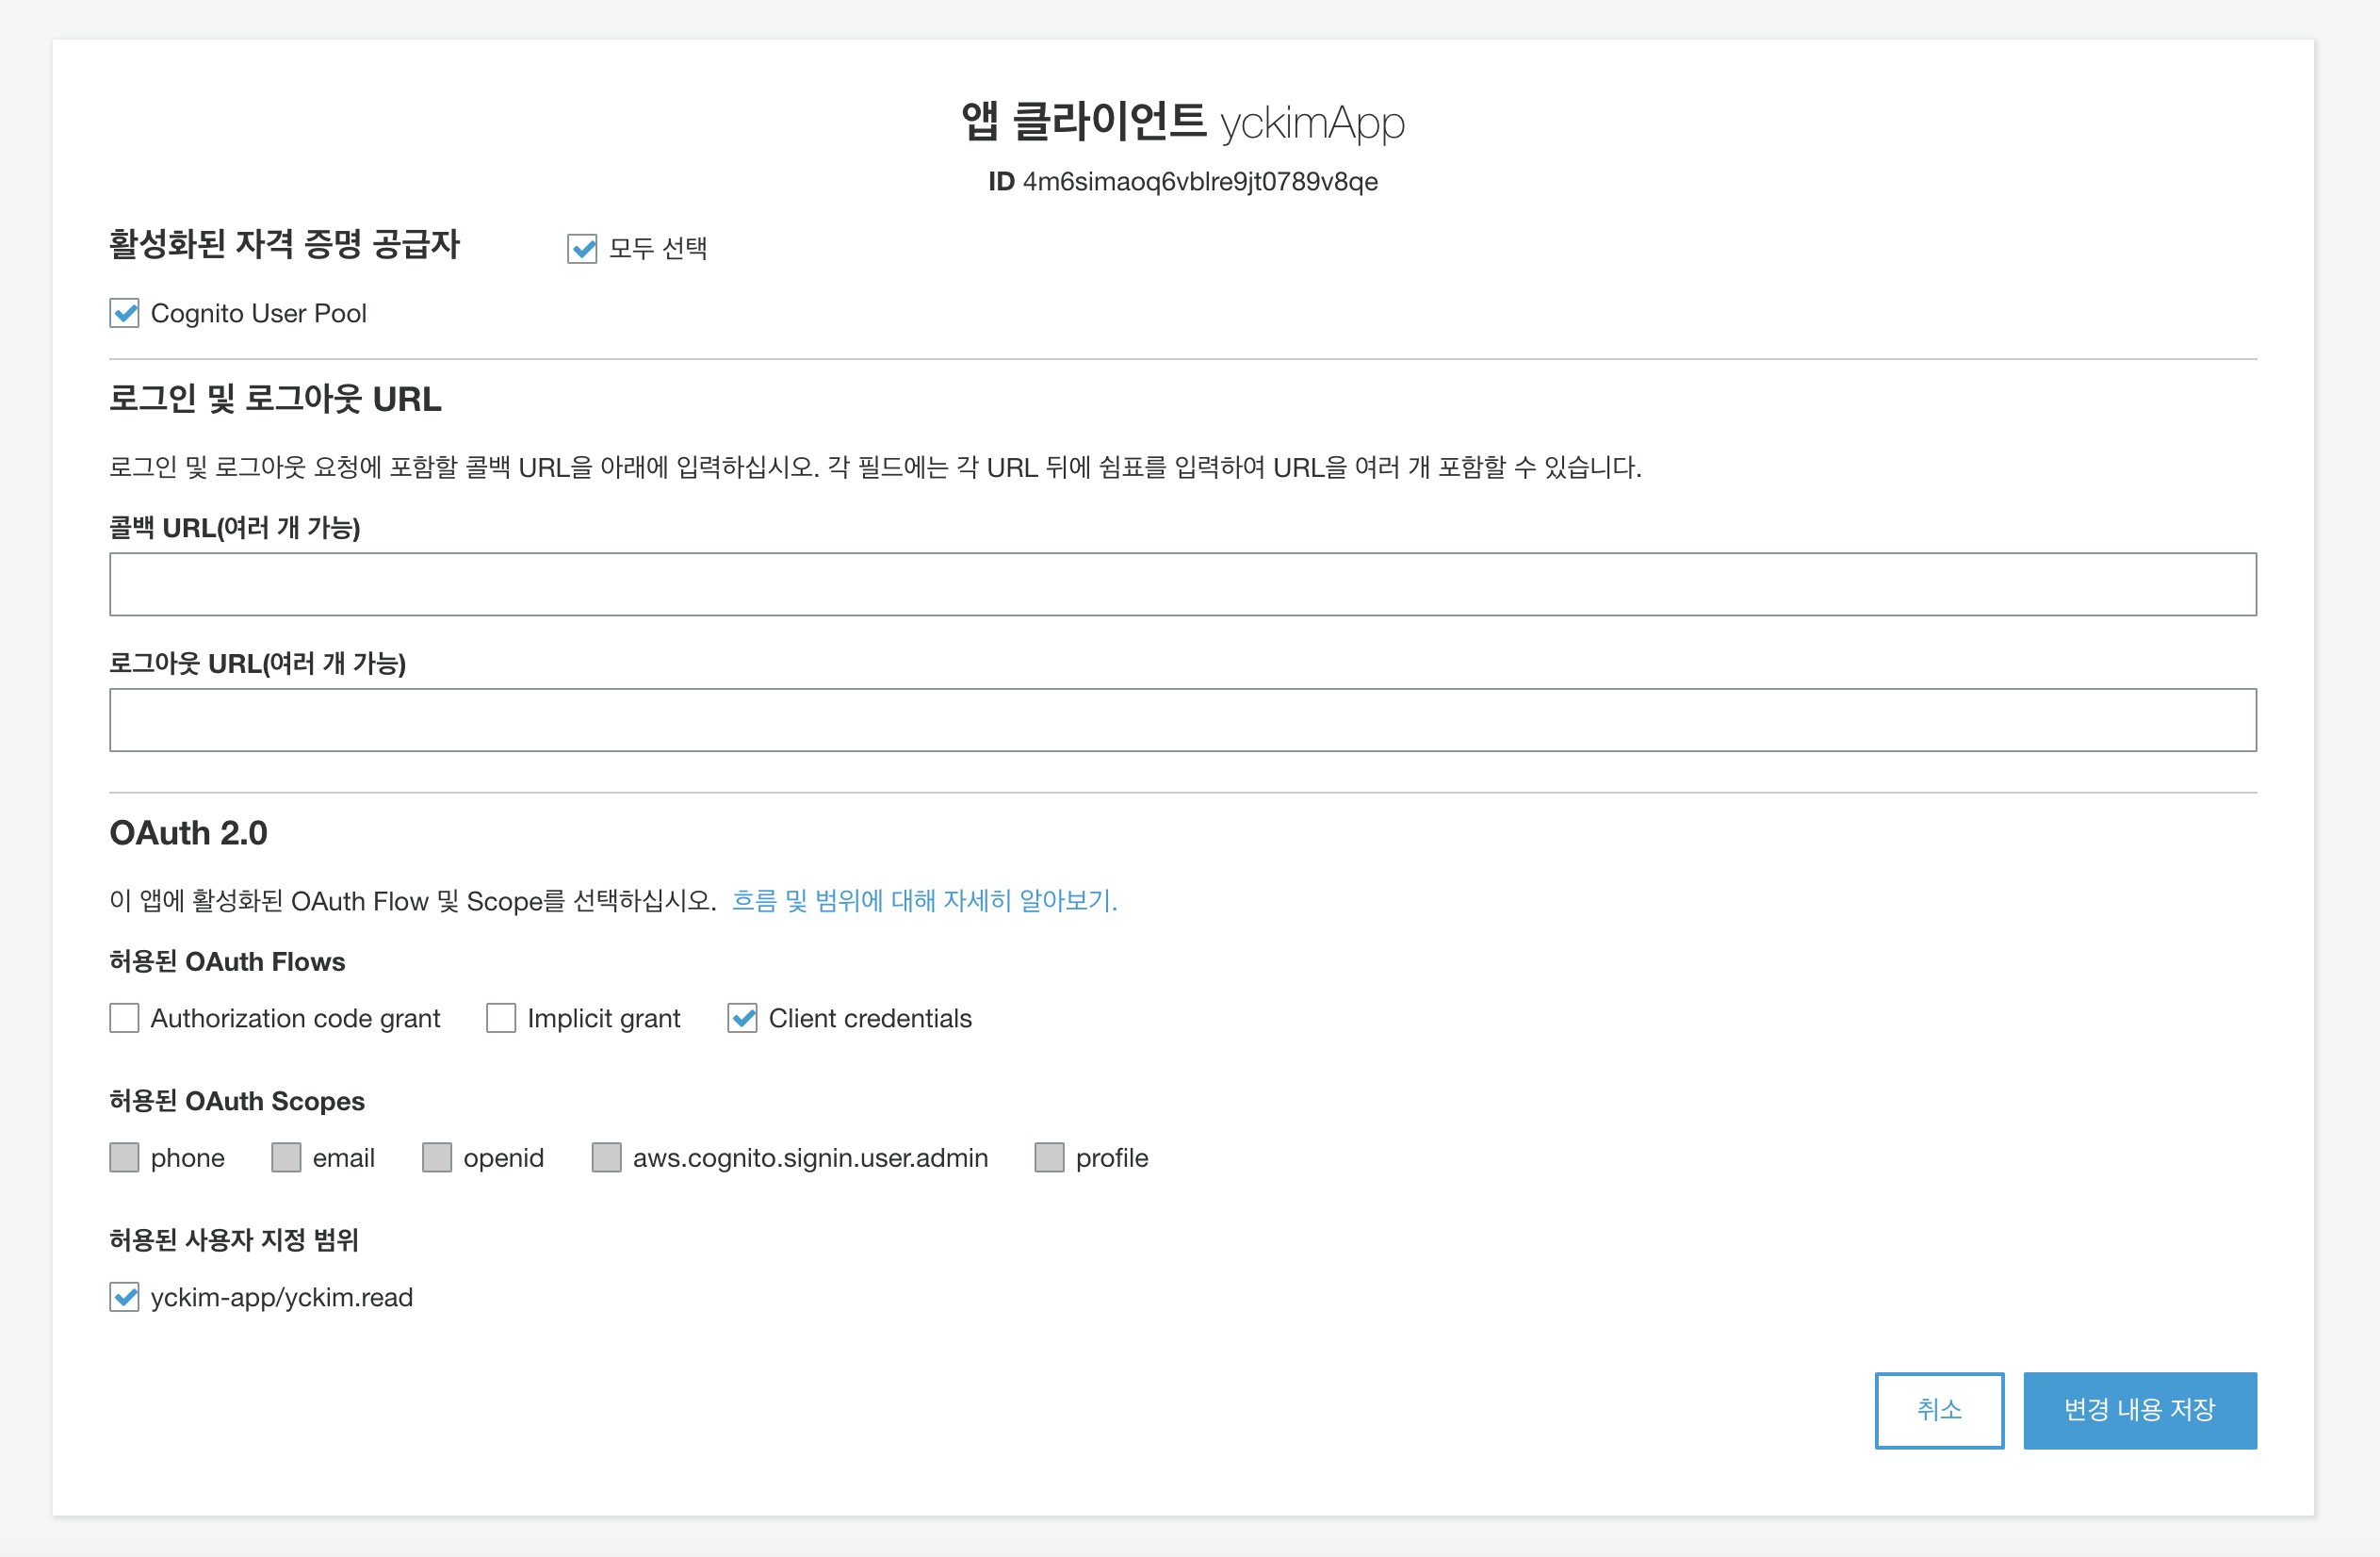 앱 클라이언트 yckimApp
ID 4m6simaoq6vblre9jt0789v8qe
활성화된 자격 증명 공급자
모두 선택
Cognito User Pool
로그인 및 로그아웃 URL
로그인 및 로그아웃 요청에 포함할 콜백 URL을 아래에 입력하십시오. 각 필드에는 각 URL 뒤에 쉼표를 입력하여 URL을 여러 개 포함할 수 있습니다.
콜백 URL(여러 개 가능)
로그아웃 URL(여러 개 가능)
OAuth 2.0
이 앱에 활성화된 OAuth Flow 및 Scope를 선택하십시오. 흐름 및 범위에 대해 자세히 알아보기.
허용된 OAuth Flows
Authorization code grant Implicit grant Client credentials
허용된 OAuth Scopes
phone email openid aws.cognito.signin.user.admin profile
허용된 사용자 지정 범위
yckim-app/yckim.read
취소 변경 내용 저장